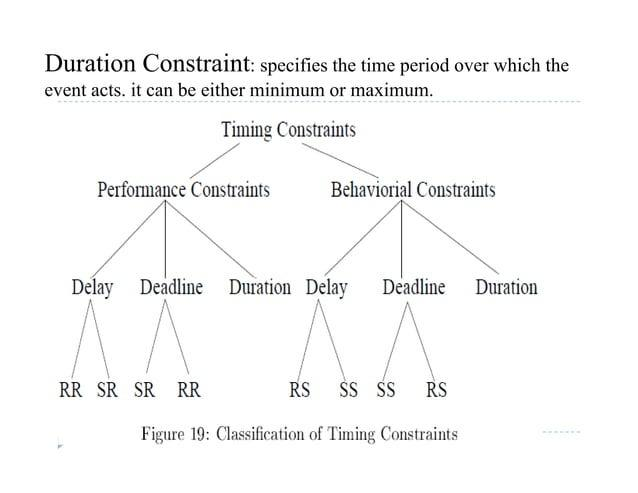 Duration Constraint: specifies the time period over which the
event acts. it can be either minimum or maximum.
Timing Constraints
Performance Constraints Behaviorial Constraints
Delay Deadline Duration Delay Deadline Duration
RR SR SR RR RS SS SS RS
Figure 19: Classification of Timing Constraints